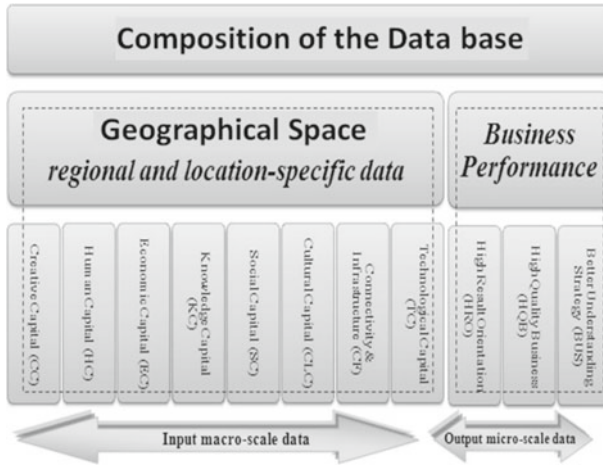 Composition of the Data base
Geographical Space
regional and location-specific data
Business
Performance
Creative Capital (CC)
Human Capital (HC)
Economic Capital (EC)
Knowledge Capital
(KC)
Social Capital (SC)
Cultural Capital (CLC)
Connectivity &
Infrastructure (CF)
Technological Capital
(TC)
High Result Orientation
(HRO)
High Quality Business
(HQB)
Better Understanding
Strategy (BUS)
Input macro-scale data
Output micro-scale data